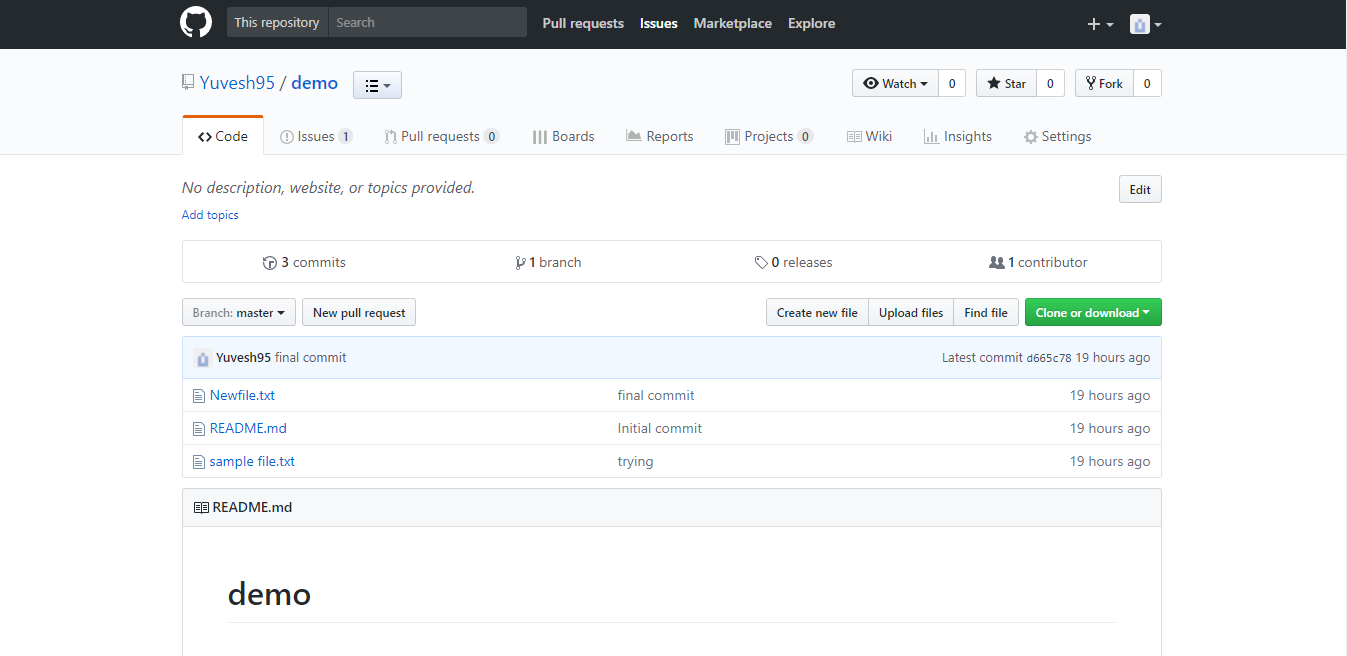 This repository Search Pull requests Issues Marketplace Explore
Yuvesh95 / demo Watch 0 Star 0 Fork 0
Code Issues 1 Pull requests 0 Boards Reports Projects 0 Wiki Insights Settings
No description, website, or topics provided. Edit
Add topics
3 commits 1 branch 0 releases 1 contributor
Branch: master New pull request Create new file Upload files Find file Clone or download
Yuvesh95 final commit Latest commit d665c78 19 hours ago
Newfile.txt final commit 19 hours ago
README.md Initial commit 19 hours ago
sample file.txt trying 19 hours ago
README.md
demo